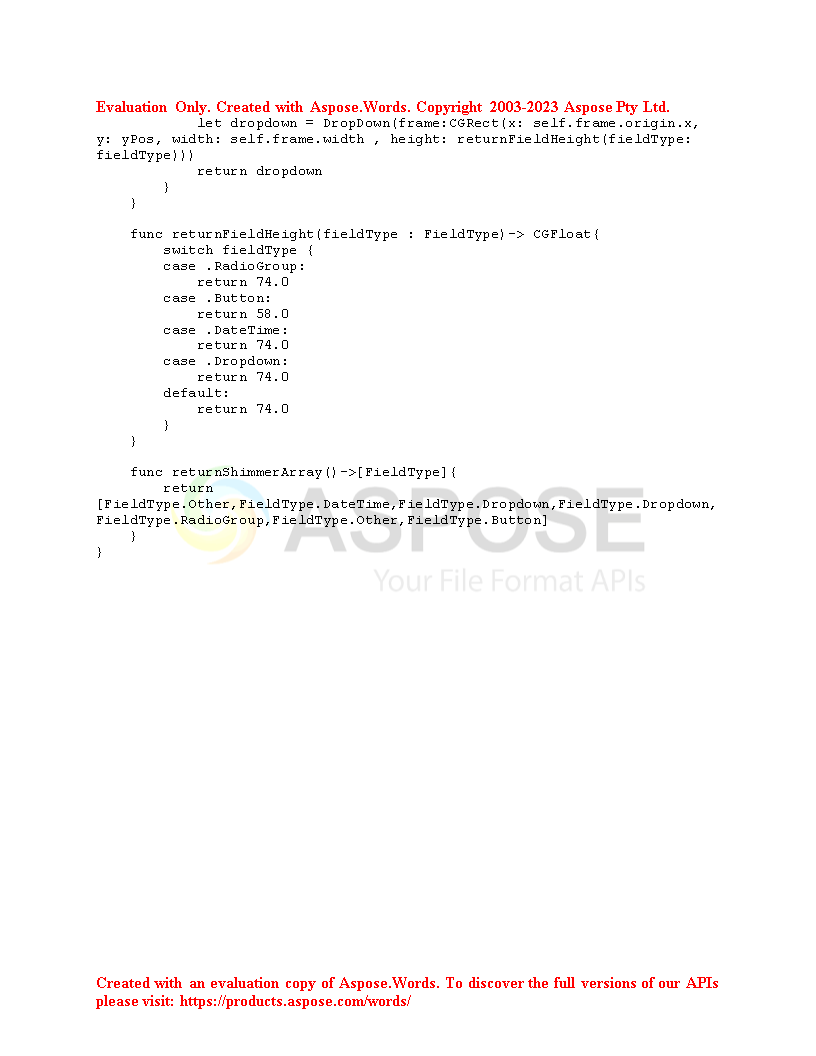 Evaluation Only. Created with Aspose.Words. Copyright 2003-2023 Aspose Pty Ltd.
            let dropdown = DropDown(frame:CGRect(x: self.frame.origin.x,
y: yPos, width: self.frame.width , height: returnFieldHeight(fieldType:
fieldType)))
            return dropdown
        }
    }

    func returnFieldHeight(fieldType : FieldType)-> CGFloat{
        switch fieldType {
        case .RadioGroup:
            return 74.0
        case .Button:
            return 58.0
        case .DateTime:
            return 74.0
        case .Dropdown:
            return 74.0
        default:
            return 74.0
        }
    }

    func returnShimmerArray()->[FieldType]{
        return
[FieldType.Other,FieldType.DateTime,FieldType.Dropdown,FieldType.Dropdown,
FieldType.RadioGroup,FieldType.Other,FieldType.Button]
    }
}
ASPOSE
Your File Format APIs
Created with an evaluation copy of Aspose.Words. To discover the full versions of our APIs
please visit: https://products.aspose.com/words/